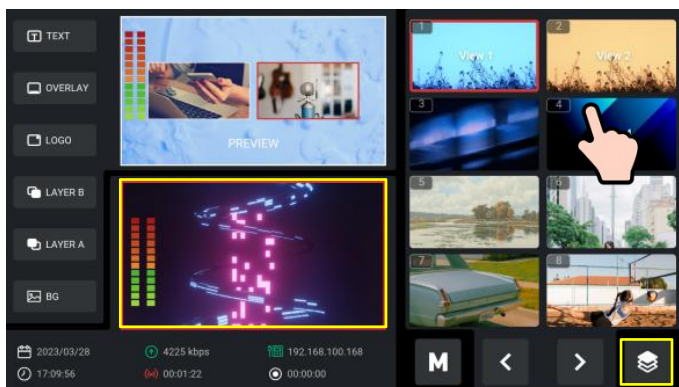 TEXT
OVERLAY
LOGO
LAYER B
LAYER A
BG
PREVIEW
1
View 1
2
View 2
3
4
5
6
7
8
2023/03/28
4225 kbps
192.168.100.168
17:09:56
00:01:22
00:00:00
M